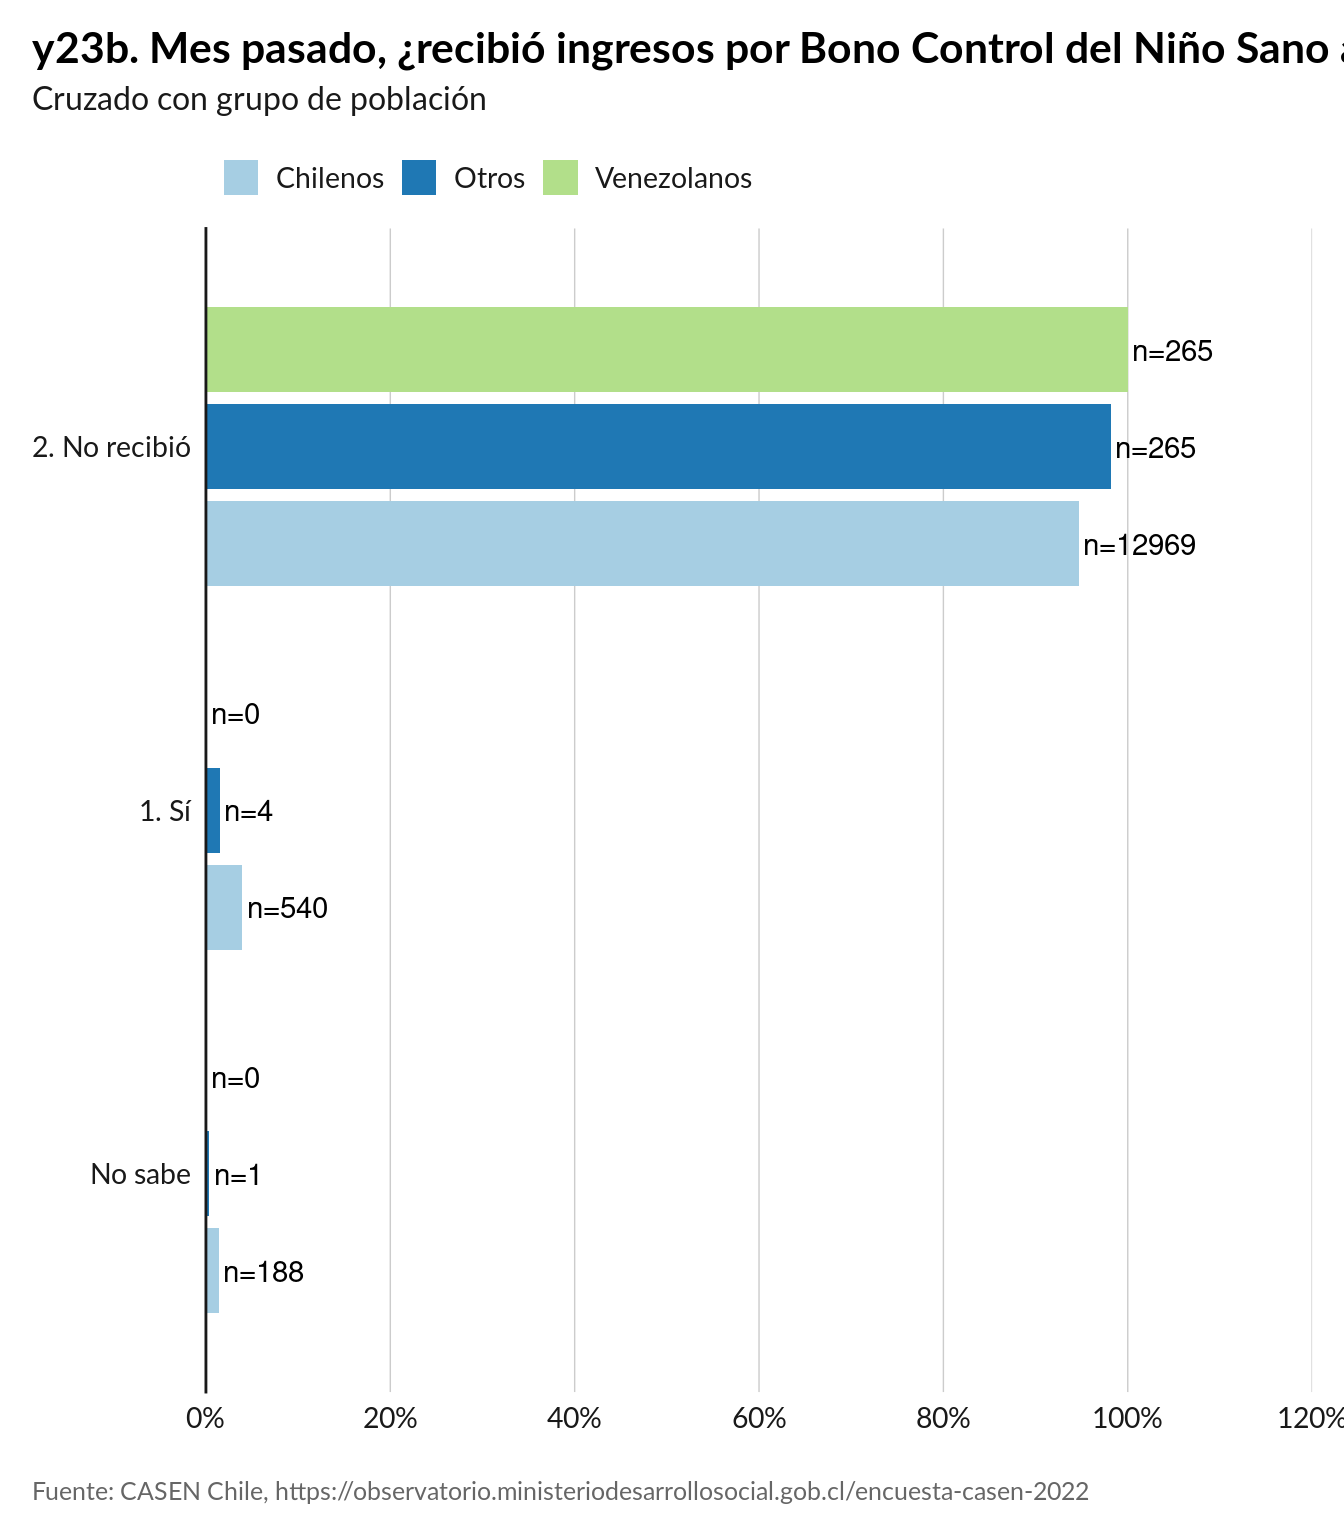 y23b. Mes pasado, ¿recibió ingresos por Bono Control del Niño Sano
Cruzado con grupo de población
Chilenos Otros Venezolanos
n=265
2. No recibió n=265
n=12969
n=0
1. Sí n=4
n=540
n=0
No sabe n=1
n=188
0% 20% 40% 60% 80% 100% 120%
Fuente: CASEN Chile, https://observatorio.ministeriodesarrollosocial.gob.cl/encuesta-casen-2022